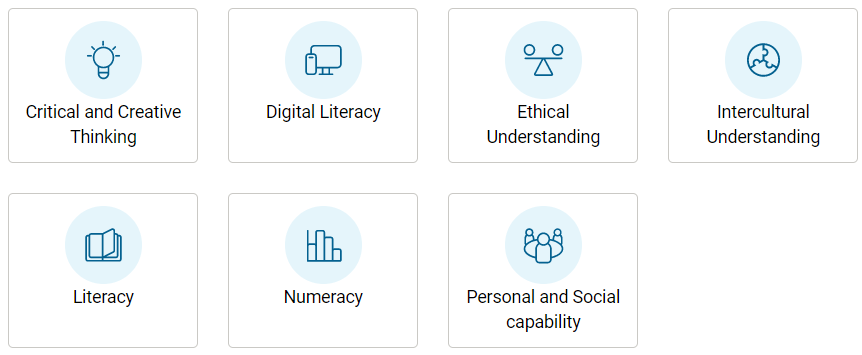 Critical and Creative
Thinking
Digital Literacy
Ethical
Understanding
Intercultural
Understanding
Literacy
Numeracy
Personal and Social
capability